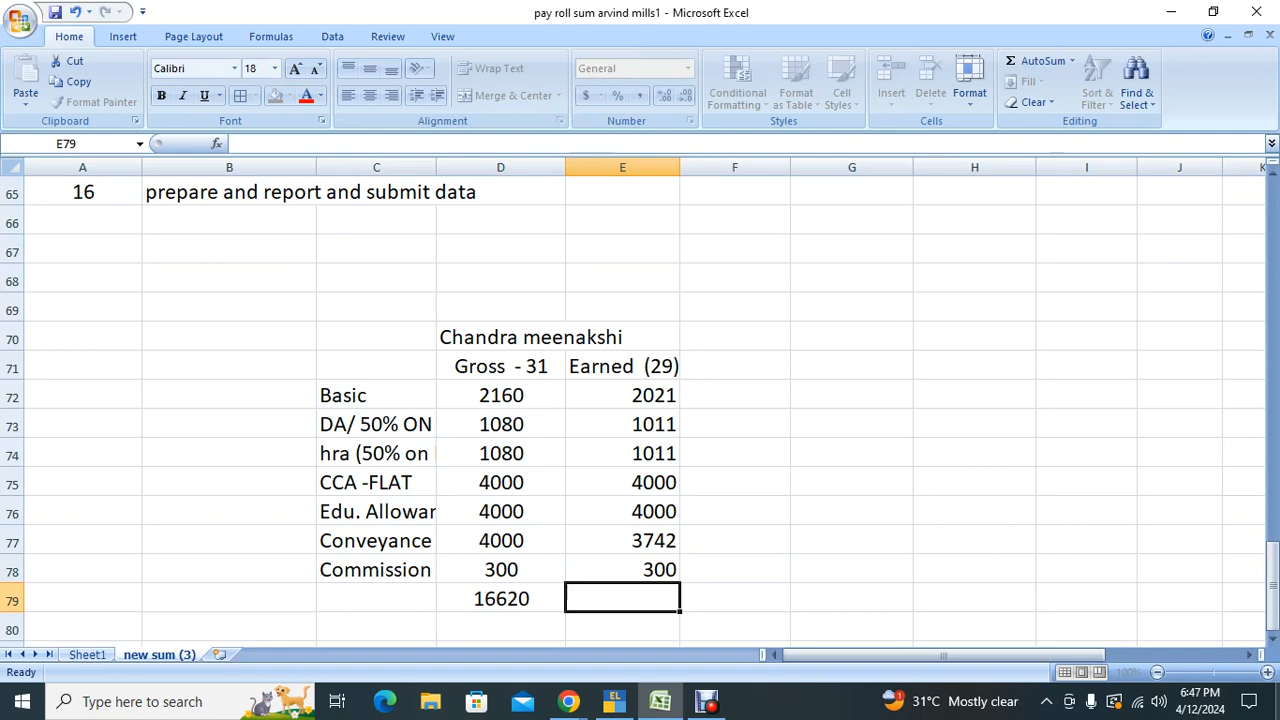 pay roll sum arvind mills1 - Microsoft Excel
Home Insert Page Layout Formulas Data Review View
Cut
Copy
Paste
Format Painter
Clipboard
Calibri 18
A A
B I U A
Font
Wrap Text
Merge & Center
Alignment
General
$ % ,
Number
Conditional Formatting
Format as Table
Cell Styles
Styles
Insert Delete Format
Cells
Σ AutoSum
Fill
Clear
Sort & Filter
Find & Select
Editing
E79 fx
A B C D E F G H I J K
65 16 prepare and report and submit data
66
67
68
69
70 Chandra meenakshi
71 Gross - 31 Earned (29)
72 Basic 2160 2021
73 DA/ 50% ON 1080 1011
74 hra (50% on 1080 1011
75 CCA -FLAT 4000 4000
76 Edu. Allowar 4000 4000
77 Conveyance 4000 3742
78 Commission 300 300
79 16620
80
Sheet1 new sum (3)
Ready 100%
Type here to search EL 1 31°C Mostly clear 6:47 PM
4/12/2024